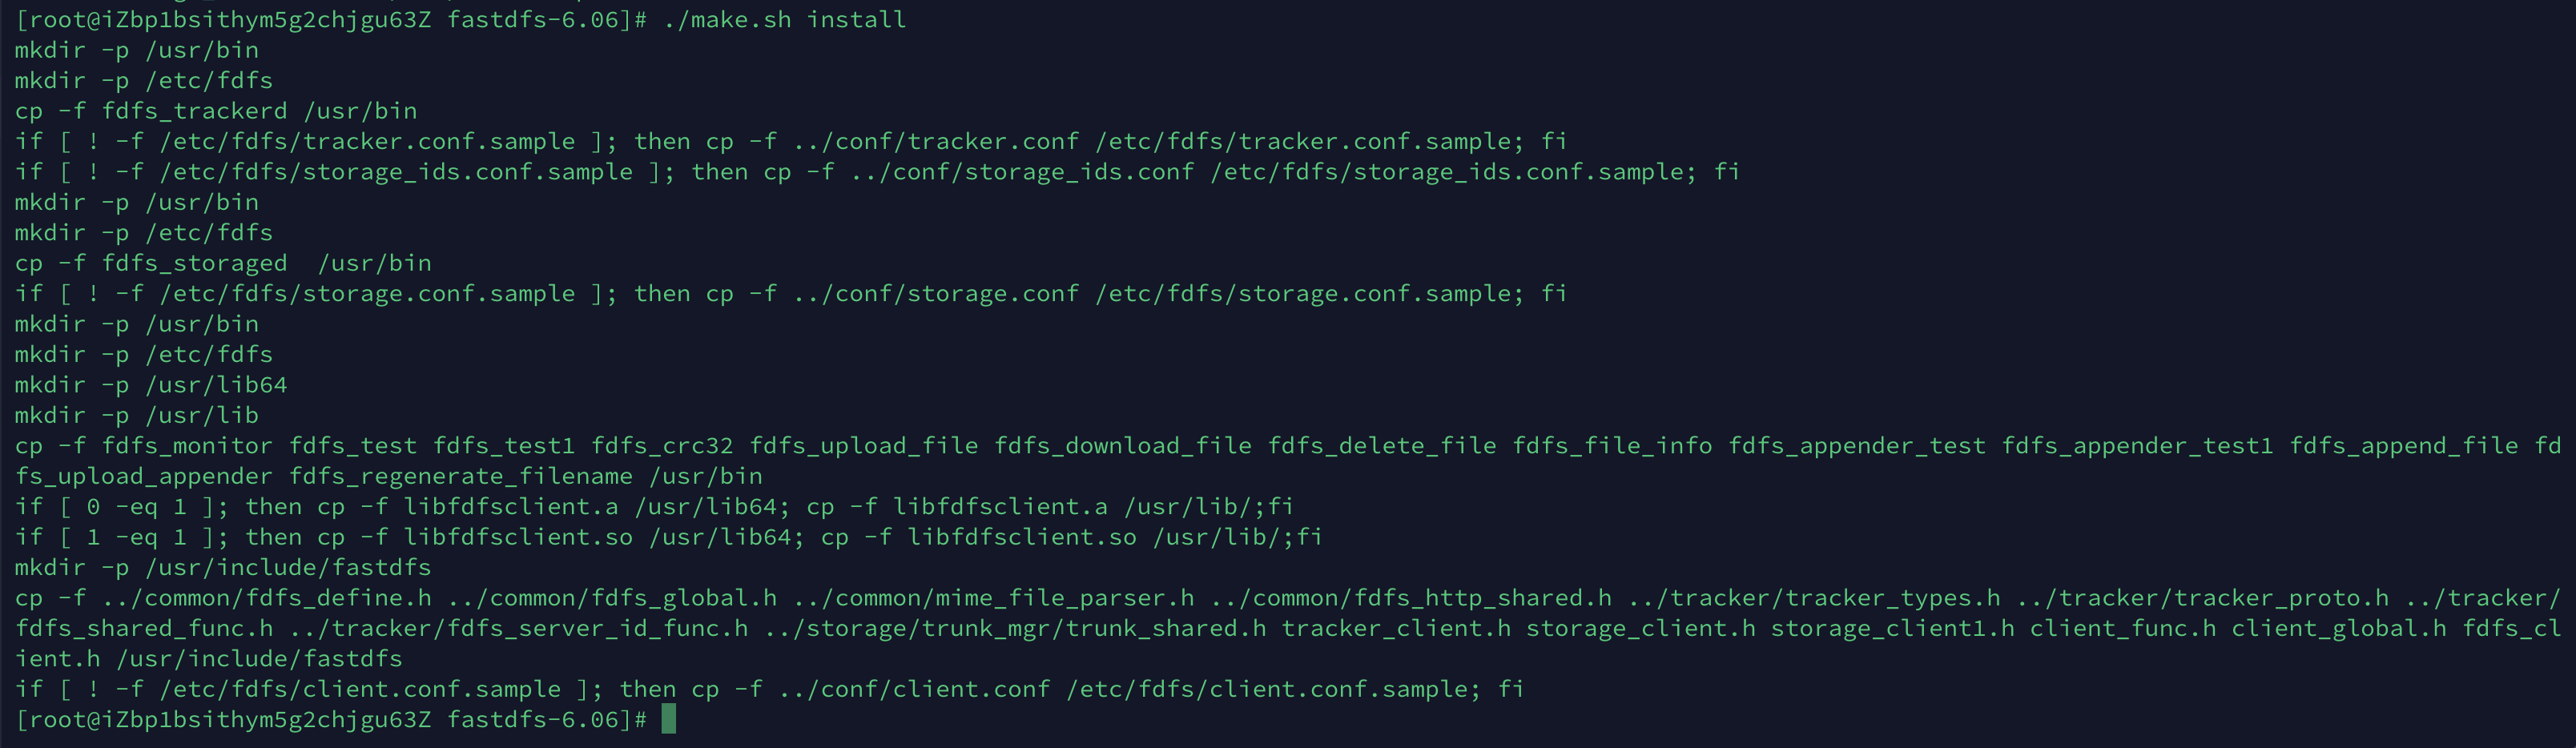 [root@iZbp1bsithym5g2chjgu63Z fastdfs-6.06]# ./make.sh install
mkdir -p /usr/bin
mkdir -p /etc/fdfs
cp -f fdfs_trackerd /usr/bin
if [ ! -f /etc/fdfs/tracker.conf.sample ]; then cp -f ../conf/tracker.conf /etc/fdfs/tracker.conf.sample; fi
if [ ! -f /etc/fdfs/storage_ids.conf.sample ]; then cp -f ../conf/storage_ids.conf /etc/fdfs/storage_ids.conf.sample; fi
mkdir -p /usr/bin
mkdir -p /etc/fdfs
cp -f fdfs_storaged  /usr/bin
if [ ! -f /etc/fdfs/storage.conf.sample ]; then cp -f ../conf/storage.conf /etc/fdfs/storage.conf.sample; fi
mkdir -p /usr/bin
mkdir -p /etc/fdfs
mkdir -p /usr/lib64
mkdir -p /usr/lib
cp -f fdfs_monitor fdfs_test fdfs_test1 fdfs_crc32 fdfs_upload_file fdfs_download_file fdfs_delete_file fdfs_file_info fdfs_appender_test fdfs_appender_test1 fdfs_append_file fd
fs_upload_appender fdfs_regenerate_filename /usr/bin
if [ 0 -eq 1 ]; then cp -f libfdfsclient.a /usr/lib64; cp -f libfdfsclient.a /usr/lib/;fi
if [ 1 -eq 1 ]; then cp -f libfdfsclient.so /usr/lib64; cp -f libfdfsclient.so /usr/lib/;fi
mkdir -p /usr/include/fastdfs
cp -f ../common/fdfs_define.h ../common/fdfs_global.h ../common/mime_file_parser.h ../common/fdfs_http_shared.h ../tracker/tracker_types.h ../tracker/tracker_proto.h ../tracker/
fdfs_shared_func.h ../tracker/fdfs_server_id_func.h ../storage/trunk_mgr/trunk_shared.h tracker_client.h storage_client.h storage_client1.h client_func.h client_global.h fdfs_cl
ient.h /usr/include/fastdfs
if [ ! -f /etc/fdfs/client.conf.sample ]; then cp -f ../conf/client.conf /etc/fdfs/client.conf.sample; fi
[root@iZbp1bsithym5g2chjgu63Z fastdfs-6.06]#